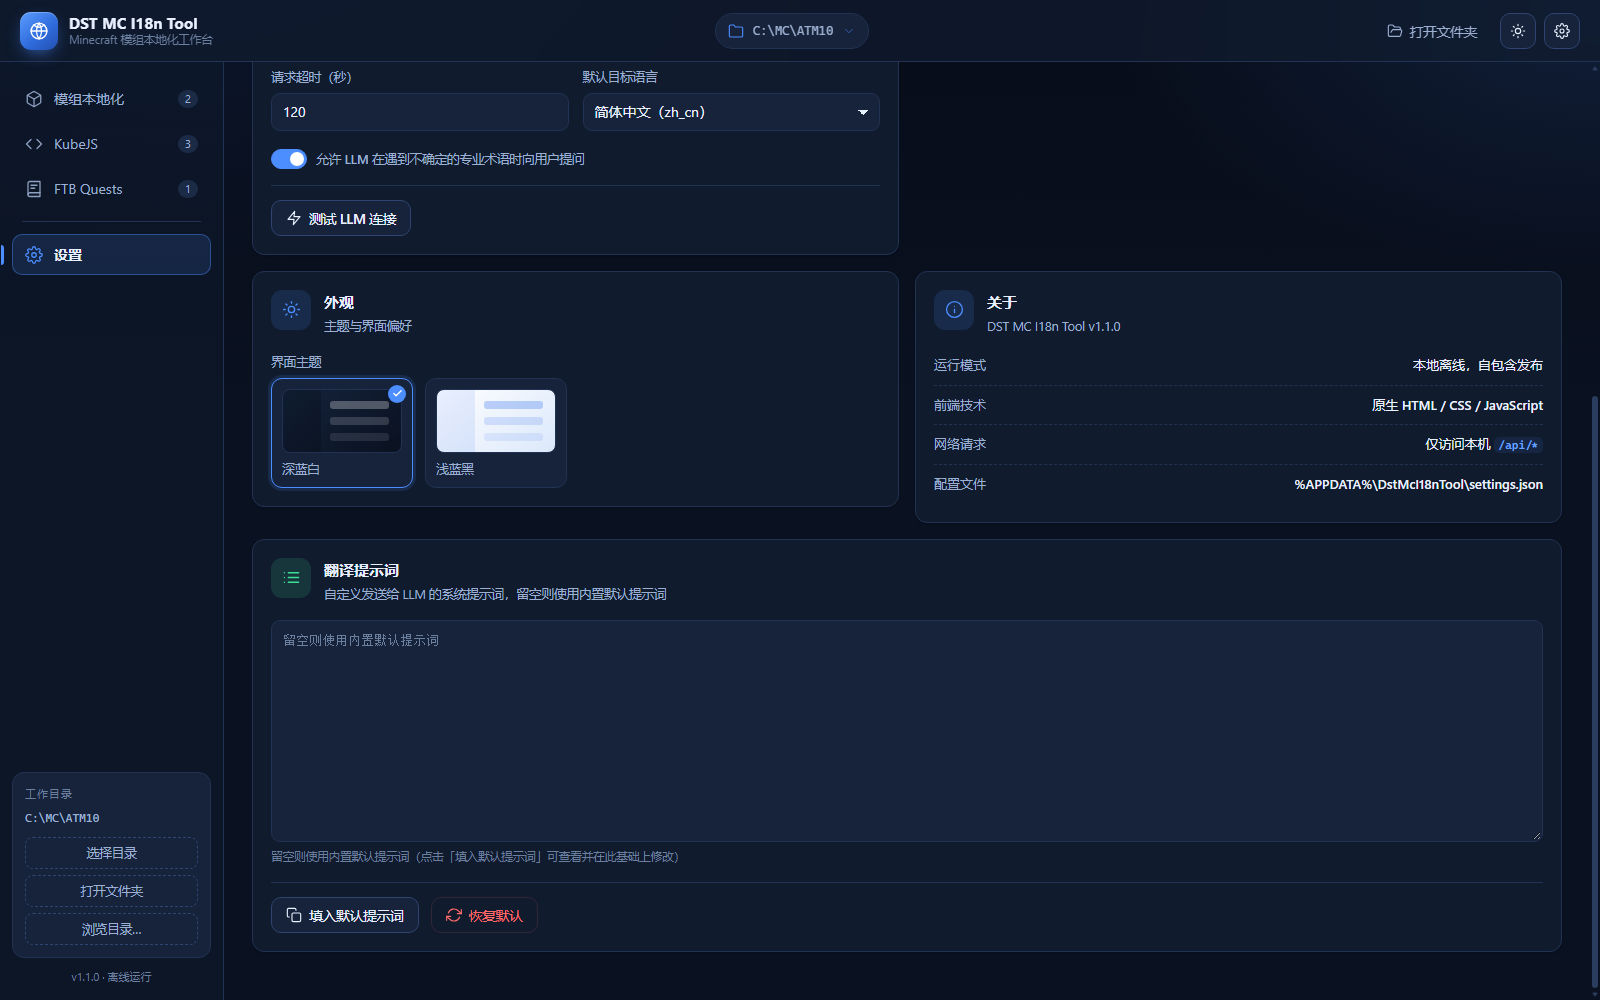 DST MC I18n Tool
Minecraft 模组本地化工作台
C:\MC\ATM10
打开文件夹
模组本地化
2
KubeJS
3
FTB Quests
1
设置
工作目录
C:\MC\ATM10
选择目录
打开文件夹
浏览目录...
v1.1.0 · 离线运行
请求超时（秒）
默认目标语言
120
简体中文（zh_cn）
允许 LLM 在遇到不确定的专业术语时向用户提问
测试 LLM 连接
外观
主题与界面偏好
界面主题
深蓝白
浅蓝黑
关于
DST MC I18n Tool v1.1.0
运行模式
本地离线，自包含发布
前端技术
原生 HTML / CSS / JavaScript
网络请求
仅访问本机 /api/*
配置文件
%APPDATA%\DstMcI18nTool\settings.json
翻译提示词
自定义发送给 LLM 的系统提示词，留空则使用内置默认提示词
留空则使用内置默认提示词
留空则使用内置默认提示词（点击「填入默认提示词」可查看并在此基础上修改）
填入默认提示词
恢复默认